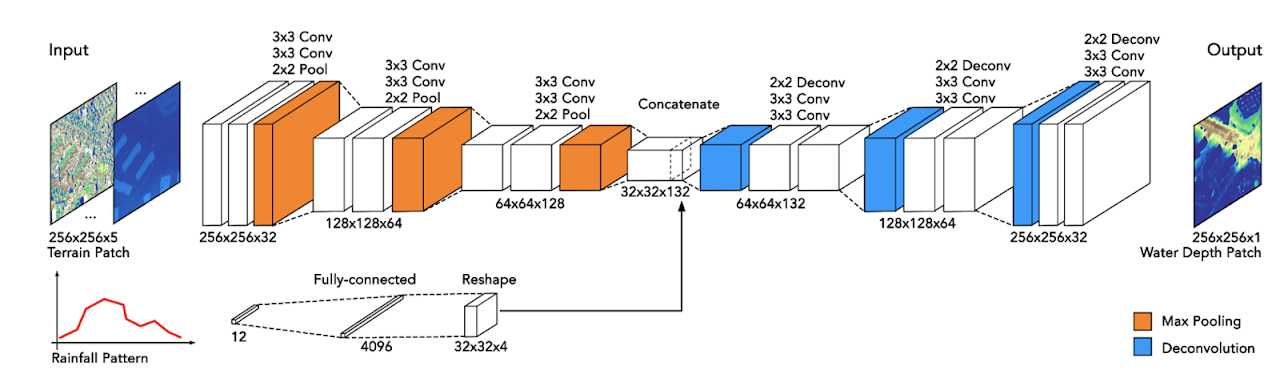 Input
...
...
256x256x5
Terrain Patch
3x3 Conv
3x3 Conv
2x2 Pool
256x256x32
3x3 Conv
3x3 Conv
2x2 Pool
128x128x64
3x3 Conv
3x3 Conv
2x2 Pool
64x64x128
Concatenate
32x32x132
2x2 Deconv
3x3 Conv
3x3 Conv
64x64x132
2x2 Deconv
3x3 Conv
3x3 Conv
128x128x64
2x2 Deconv
3x3 Conv
3x3 Conv
256x256x32
Output
256x256x1
Water Depth Patch
Rainfall Pattern
12
Fully-connected
4096
Reshape
32x32x4
Max Pooling
Deconvolution